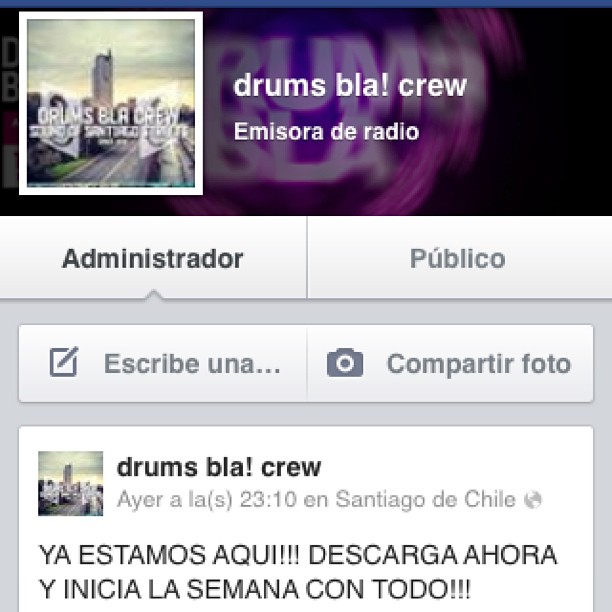 DRUMS BLA CREW
SOUND OF SANTIAGO STREETS
drums bla! crew
Emisora de radio
Administrador
Público
Escribe una...
Compartir foto
drums bla! crew
Ayer a la(s) 23:10 en Santiago de Chile
YA ESTAMOS AQUI!!! DESCARGA AHORA
Y INICIA LA SEMANA CON TODO!!!